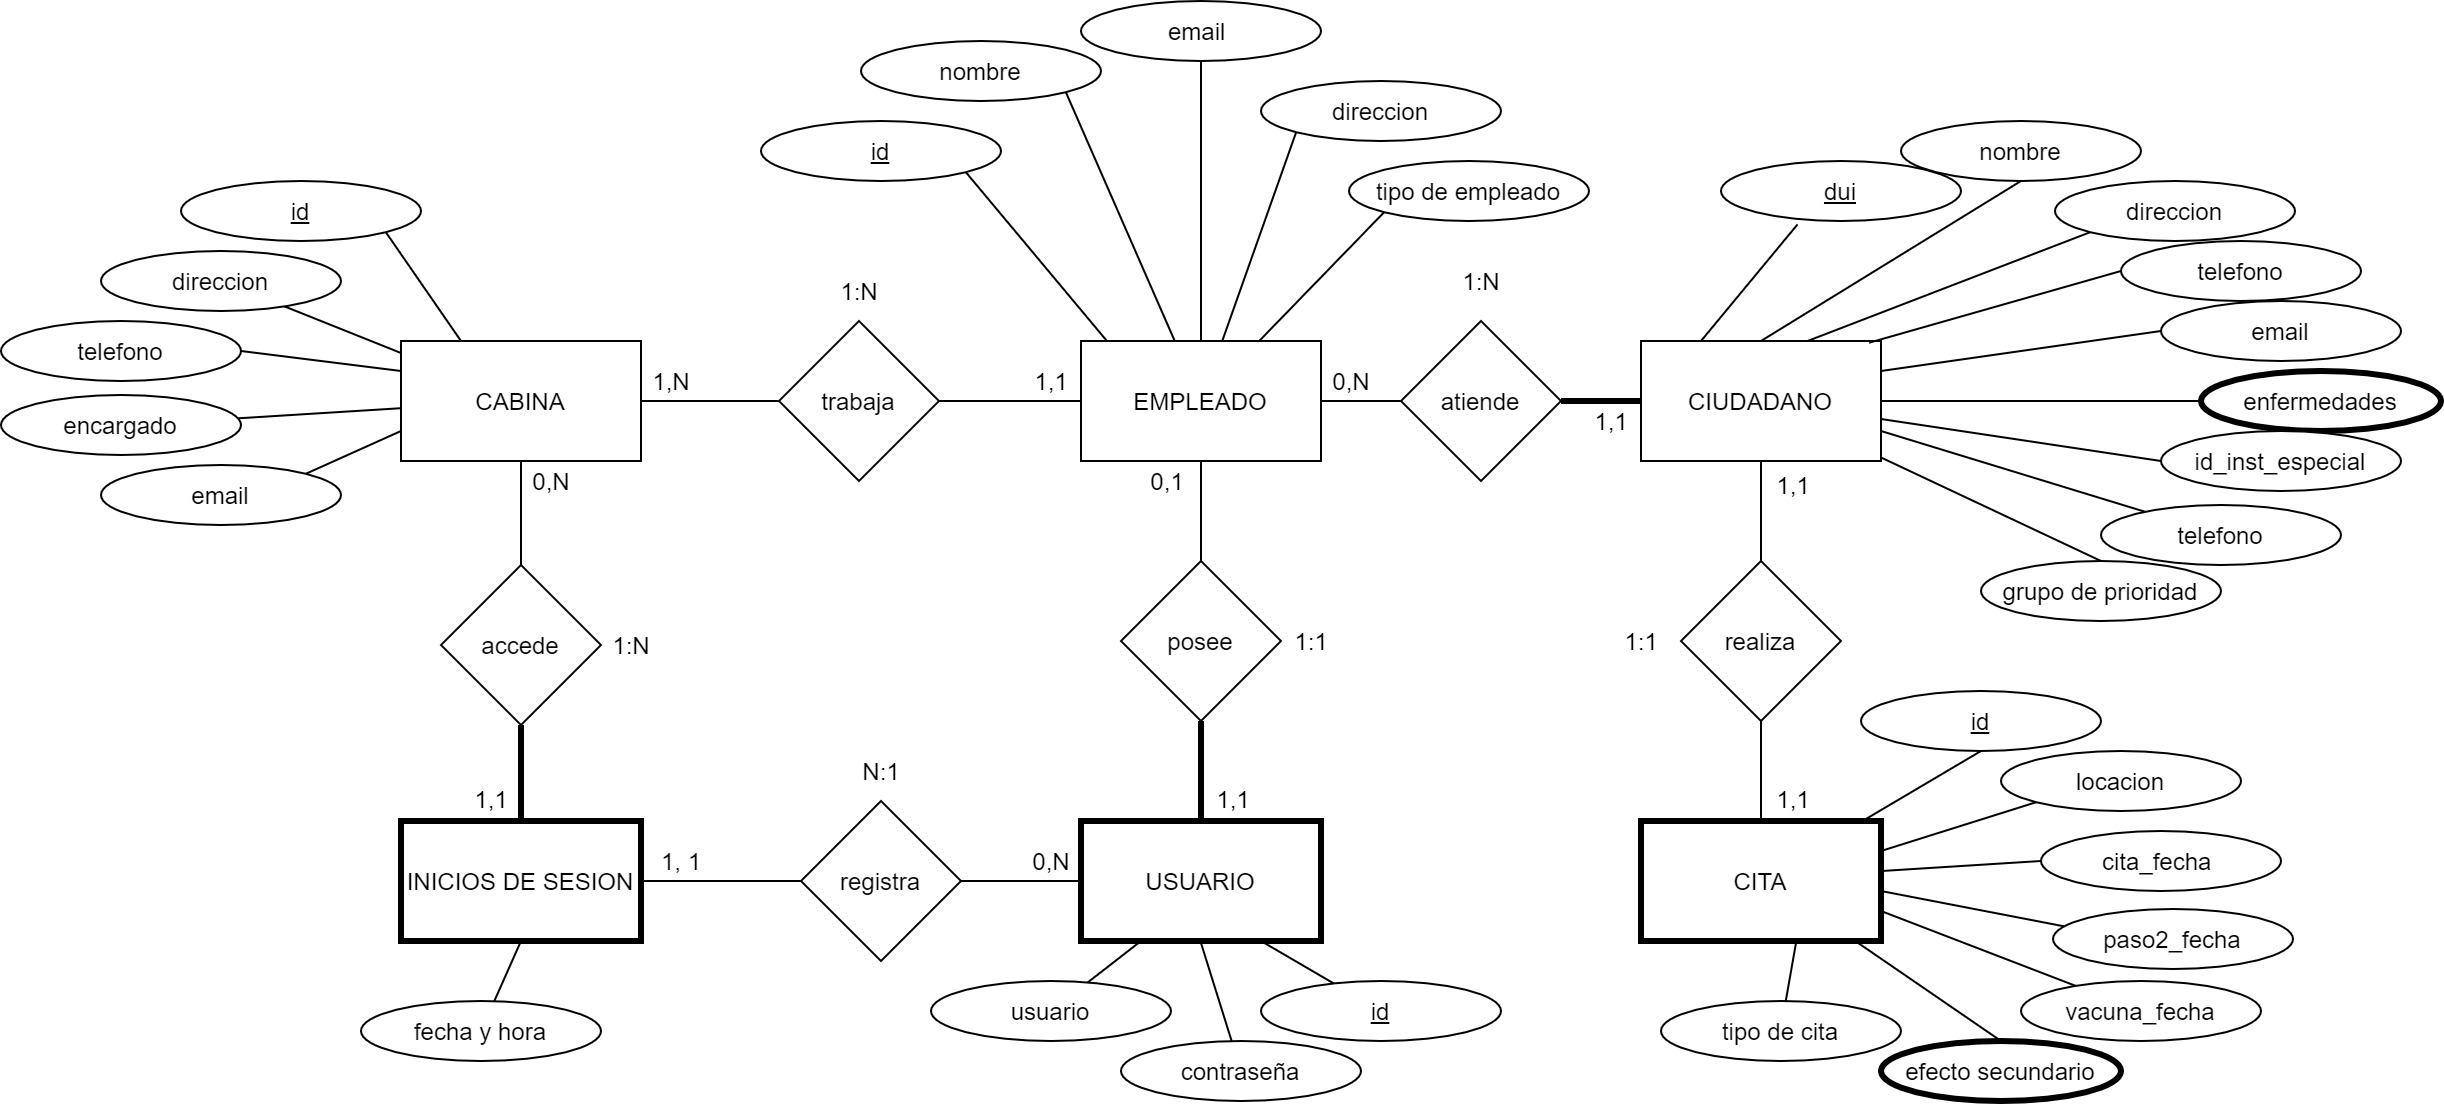 email
nombre
direccion
id
tipo de empleado
nombre
dui
id
direccion
direccion
telefono
1:N
1:N
email
telefono
encargado
email
CABINA
1,N
trabaja
1,1
EMPLEADO
0,N
atiende
1,1
CIUDADANO
enfermedades
id_inst_especial
telefono
grupo de prioridad
0,N
0,1
1,1
accede
1:N
posee
1:1
1:1
realiza
id
locacion
cita_fecha
paso2_fecha
vacuna_fecha
N:1
1,1
1,1
1,1
INICIOS DE SESION
1, 1
registra
0,N
USUARIO
CITA
fecha y hora
usuario
contraseña
id
tipo de cita
efecto secundario